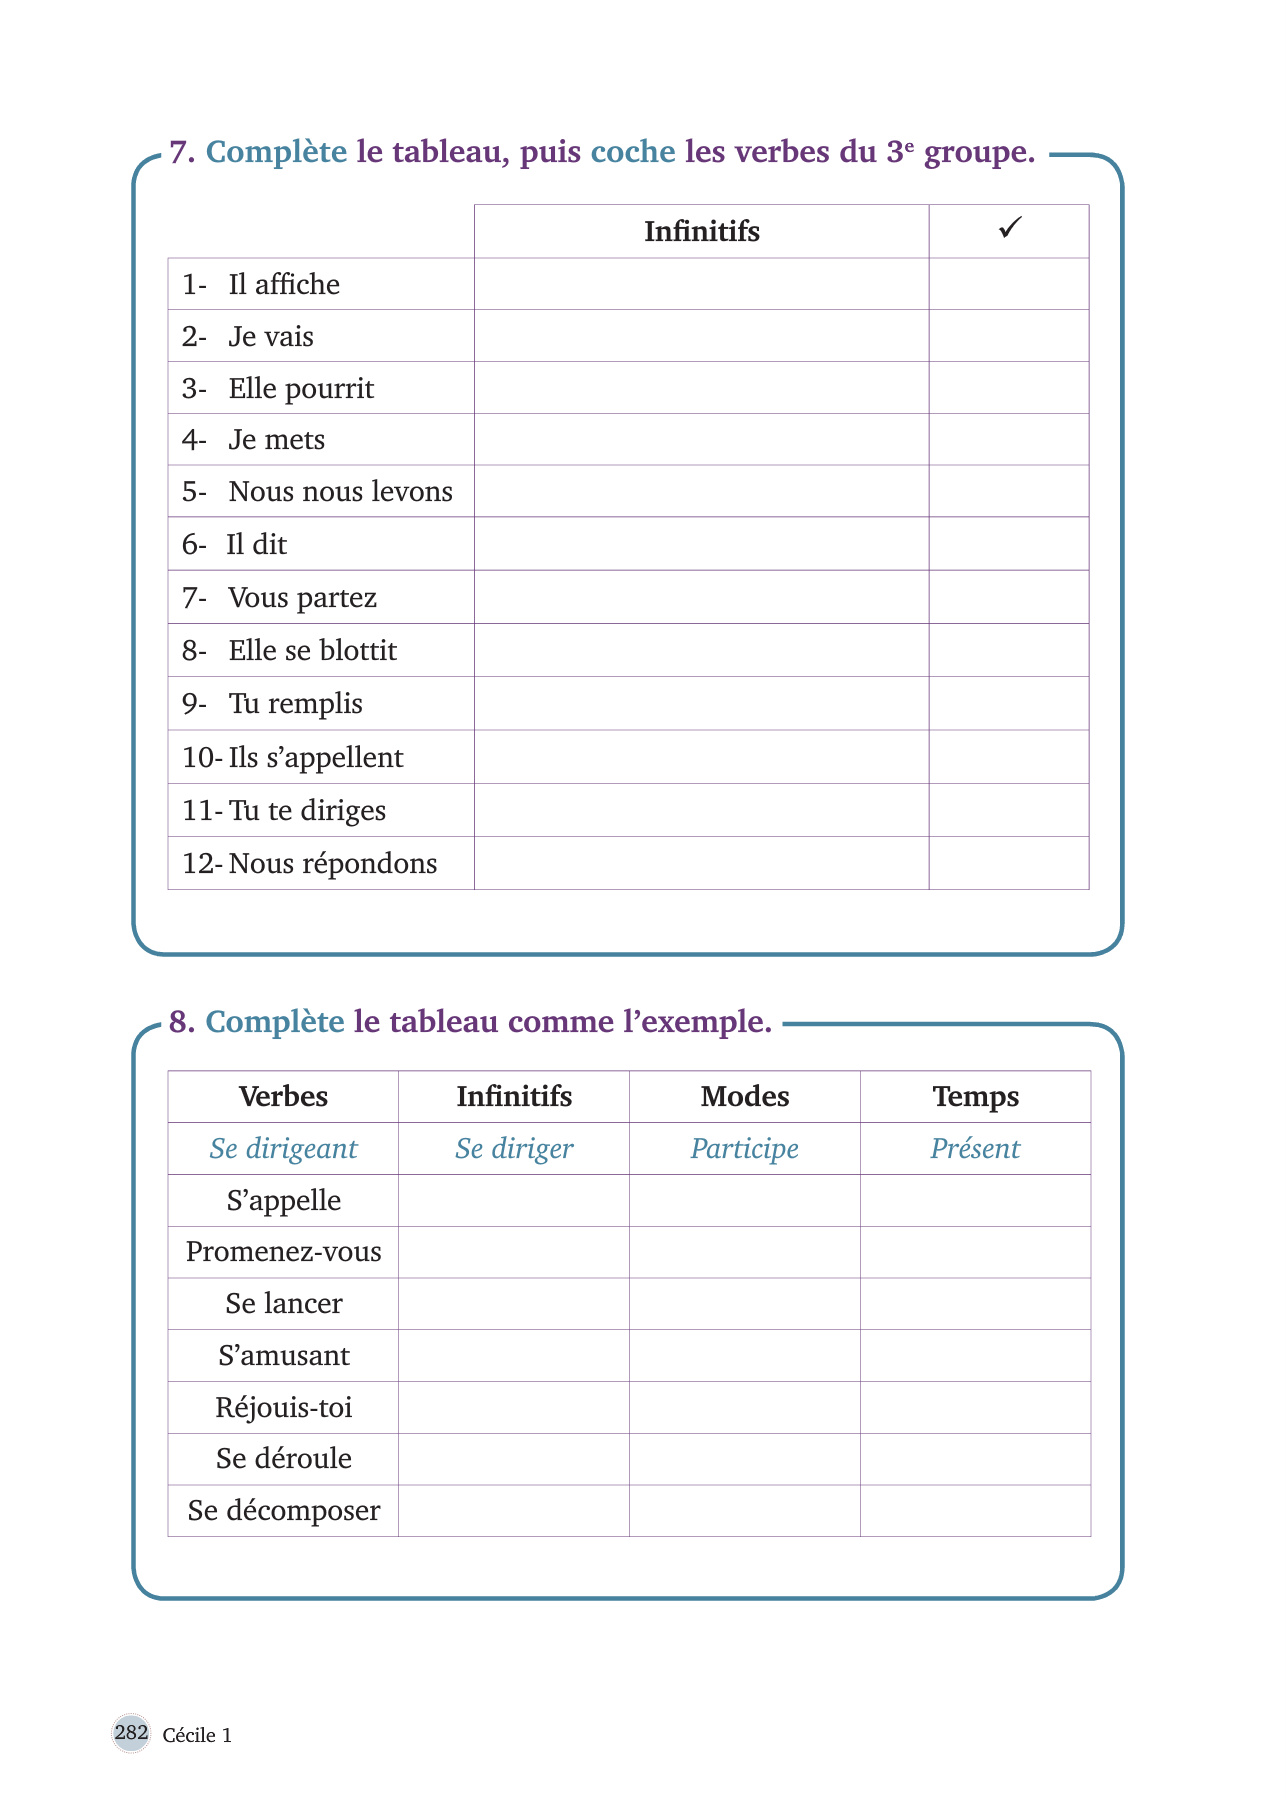 7. Complète le tableau, puis coche les verbes du 3e groupe.
Infinitifs ✓
1- Il affiche
2- Je vais
3- Elle pourrit
4- Je mets
5- Nous nous levons
6- Il dit
7- Vous partez
8- Elle se blottit
9- Tu remplis
10- Ils s’appellent
11- Tu te diriges
12- Nous répondons
8. Complète le tableau comme l’exemple.
Verbes Infinitifs Modes Temps
Se dirigeant Se diriger Participe Présent
S’appelle
Promenez-vous
Se lancer
S’amusant
Réjouis-toi
Se déroule
Se décomposer
282 Cécile 1